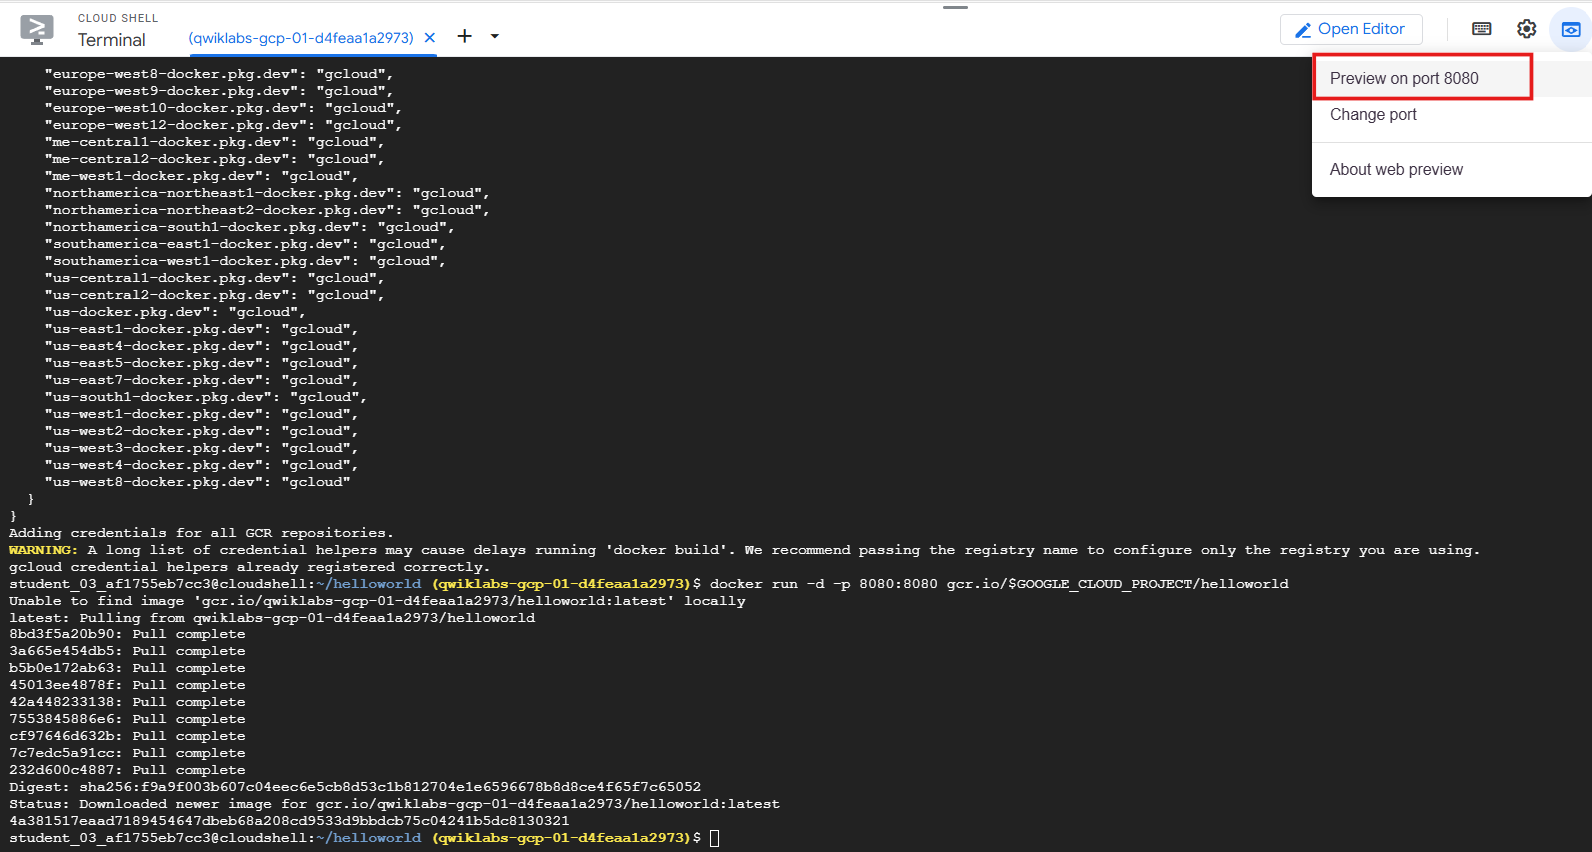 CLOUD SHELL
Terminal
(qwiklabs-gcp-01-d4feaa1a2973)
Open Editor
Preview on port 8080
Change port
About web preview
"europe-west8-docker.pkg.dev": "gcloud",
"europe-west9-docker.pkg.dev": "gcloud",
"europe-west10-docker.pkg.dev": "gcloud",
"europe-west12-docker.pkg.dev": "gcloud",
"me-central1-docker.pkg.dev": "gcloud",
"me-central2-docker.pkg.dev": "gcloud",
"me-west1-docker.pkg.dev": "gcloud",
"northamerica-northeast1-docker.pkg.dev": "gcloud",
"northamerica-northeast2-docker.pkg.dev": "gcloud",
"northamerica-south1-docker.pkg.dev": "gcloud",
"southamerica-east1-docker.pkg.dev": "gcloud",
"southamerica-west1-docker.pkg.dev": "gcloud",
"us-central1-docker.pkg.dev": "gcloud",
"us-central2-docker.pkg.dev": "gcloud",
"us-docker.pkg.dev": "gcloud",
"us-east1-docker.pkg.dev": "gcloud",
"us-east4-docker.pkg.dev": "gcloud",
"us-east5-docker.pkg.dev": "gcloud",
"us-east7-docker.pkg.dev": "gcloud",
"us-south1-docker.pkg.dev": "gcloud",
"us-west1-docker.pkg.dev": "gcloud",
"us-west2-docker.pkg.dev": "gcloud",
"us-west3-docker.pkg.dev": "gcloud",
"us-west4-docker.pkg.dev": "gcloud",
"us-west8-docker.pkg.dev": "gcloud"
}
}
Adding credentials for all GCR repositories.
WARNING: A long list of credential helpers may cause delays running 'docker build'. We recommend passing the registry name to configure only the registry you are using.
gcloud credential helpers already registered correctly.
student_03_af1755eb7cc3@cloudshell:~/helloworld (qwiklabs-gcp-01-d4feaa1a2973)$ docker run -d -p 8080:8080 gcr.io/$GOOGLE_CLOUD_PROJECT/helloworld
Unable to find image 'gcr.io/qwiklabs-gcp-01-d4feaa1a2973/helloworld:latest' locally
latest: Pulling from qwiklabs-gcp-01-d4feaa1a2973/helloworld
8bd3f5a20b90: Pull complete
3a665e454db5: Pull complete
b5b0e172ab63: Pull complete
45013ee4878f: Pull complete
42a448233138: Pull complete
7553845886e6: Pull complete
cf97646d632b: Pull complete
7c7edc5a91cc: Pull complete
232d600c4887: Pull complete
Digest: sha256:f9a9f003b607c04eec6e5cb8d53c1b812704e1e6596678b8d8ce4f65f7c65052
Status: Downloaded newer image for gcr.io/qwiklabs-gcp-01-d4feaa1a2973/helloworld:latest
4a381517eaad7189454647dbeb68a208cd9533d9bbdcb75c04241b5dc8130321
student_03_af1755eb7cc3@cloudshell:~/helloworld (qwiklabs-gcp-01-d4feaa1a2973)$